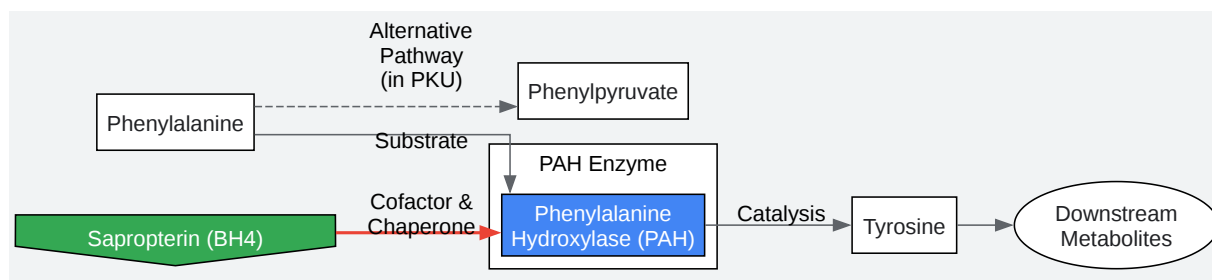 Alternative
Pathway
(in PKU)
Phenylpyruvate
Phenylalanine
Substrate
PAH Enzyme
Cofactor &
Chaperone
Phenylalanine
Hydroxylase (PAH)
Catalysis
Tyrosine
Downstream
Metabolites
Sapropterin (BH4)